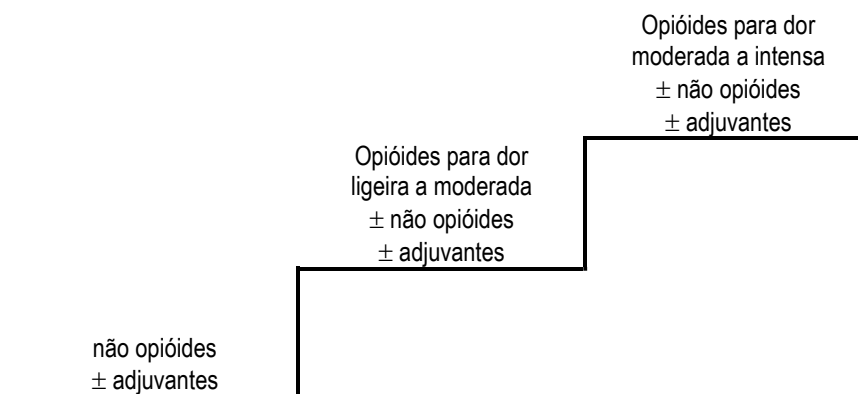 Opióides para dor
moderada a intensa
± não opióides
± adjuvantes
Opióides para dor
ligeira a moderada
± não opióides
± adjuvantes
não opióides
± adjuvantes